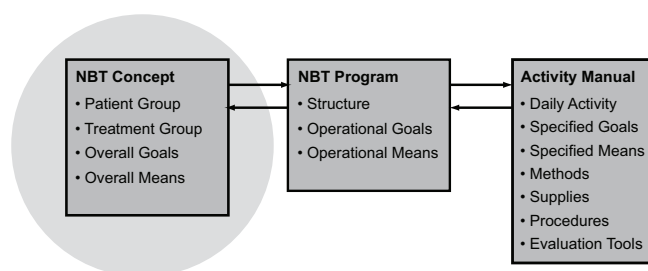 NBT Concept
• Patient Group
• Treatment Group
• Overall Goals
• Overall Means
NBT Program
• Structure
• Operational Goals
• Operational Means
Activity Manual
• Daily Activity
• Specified Goals
• Specified Means
• Methods
• Supplies
• Procedures
• Evaluation Tools